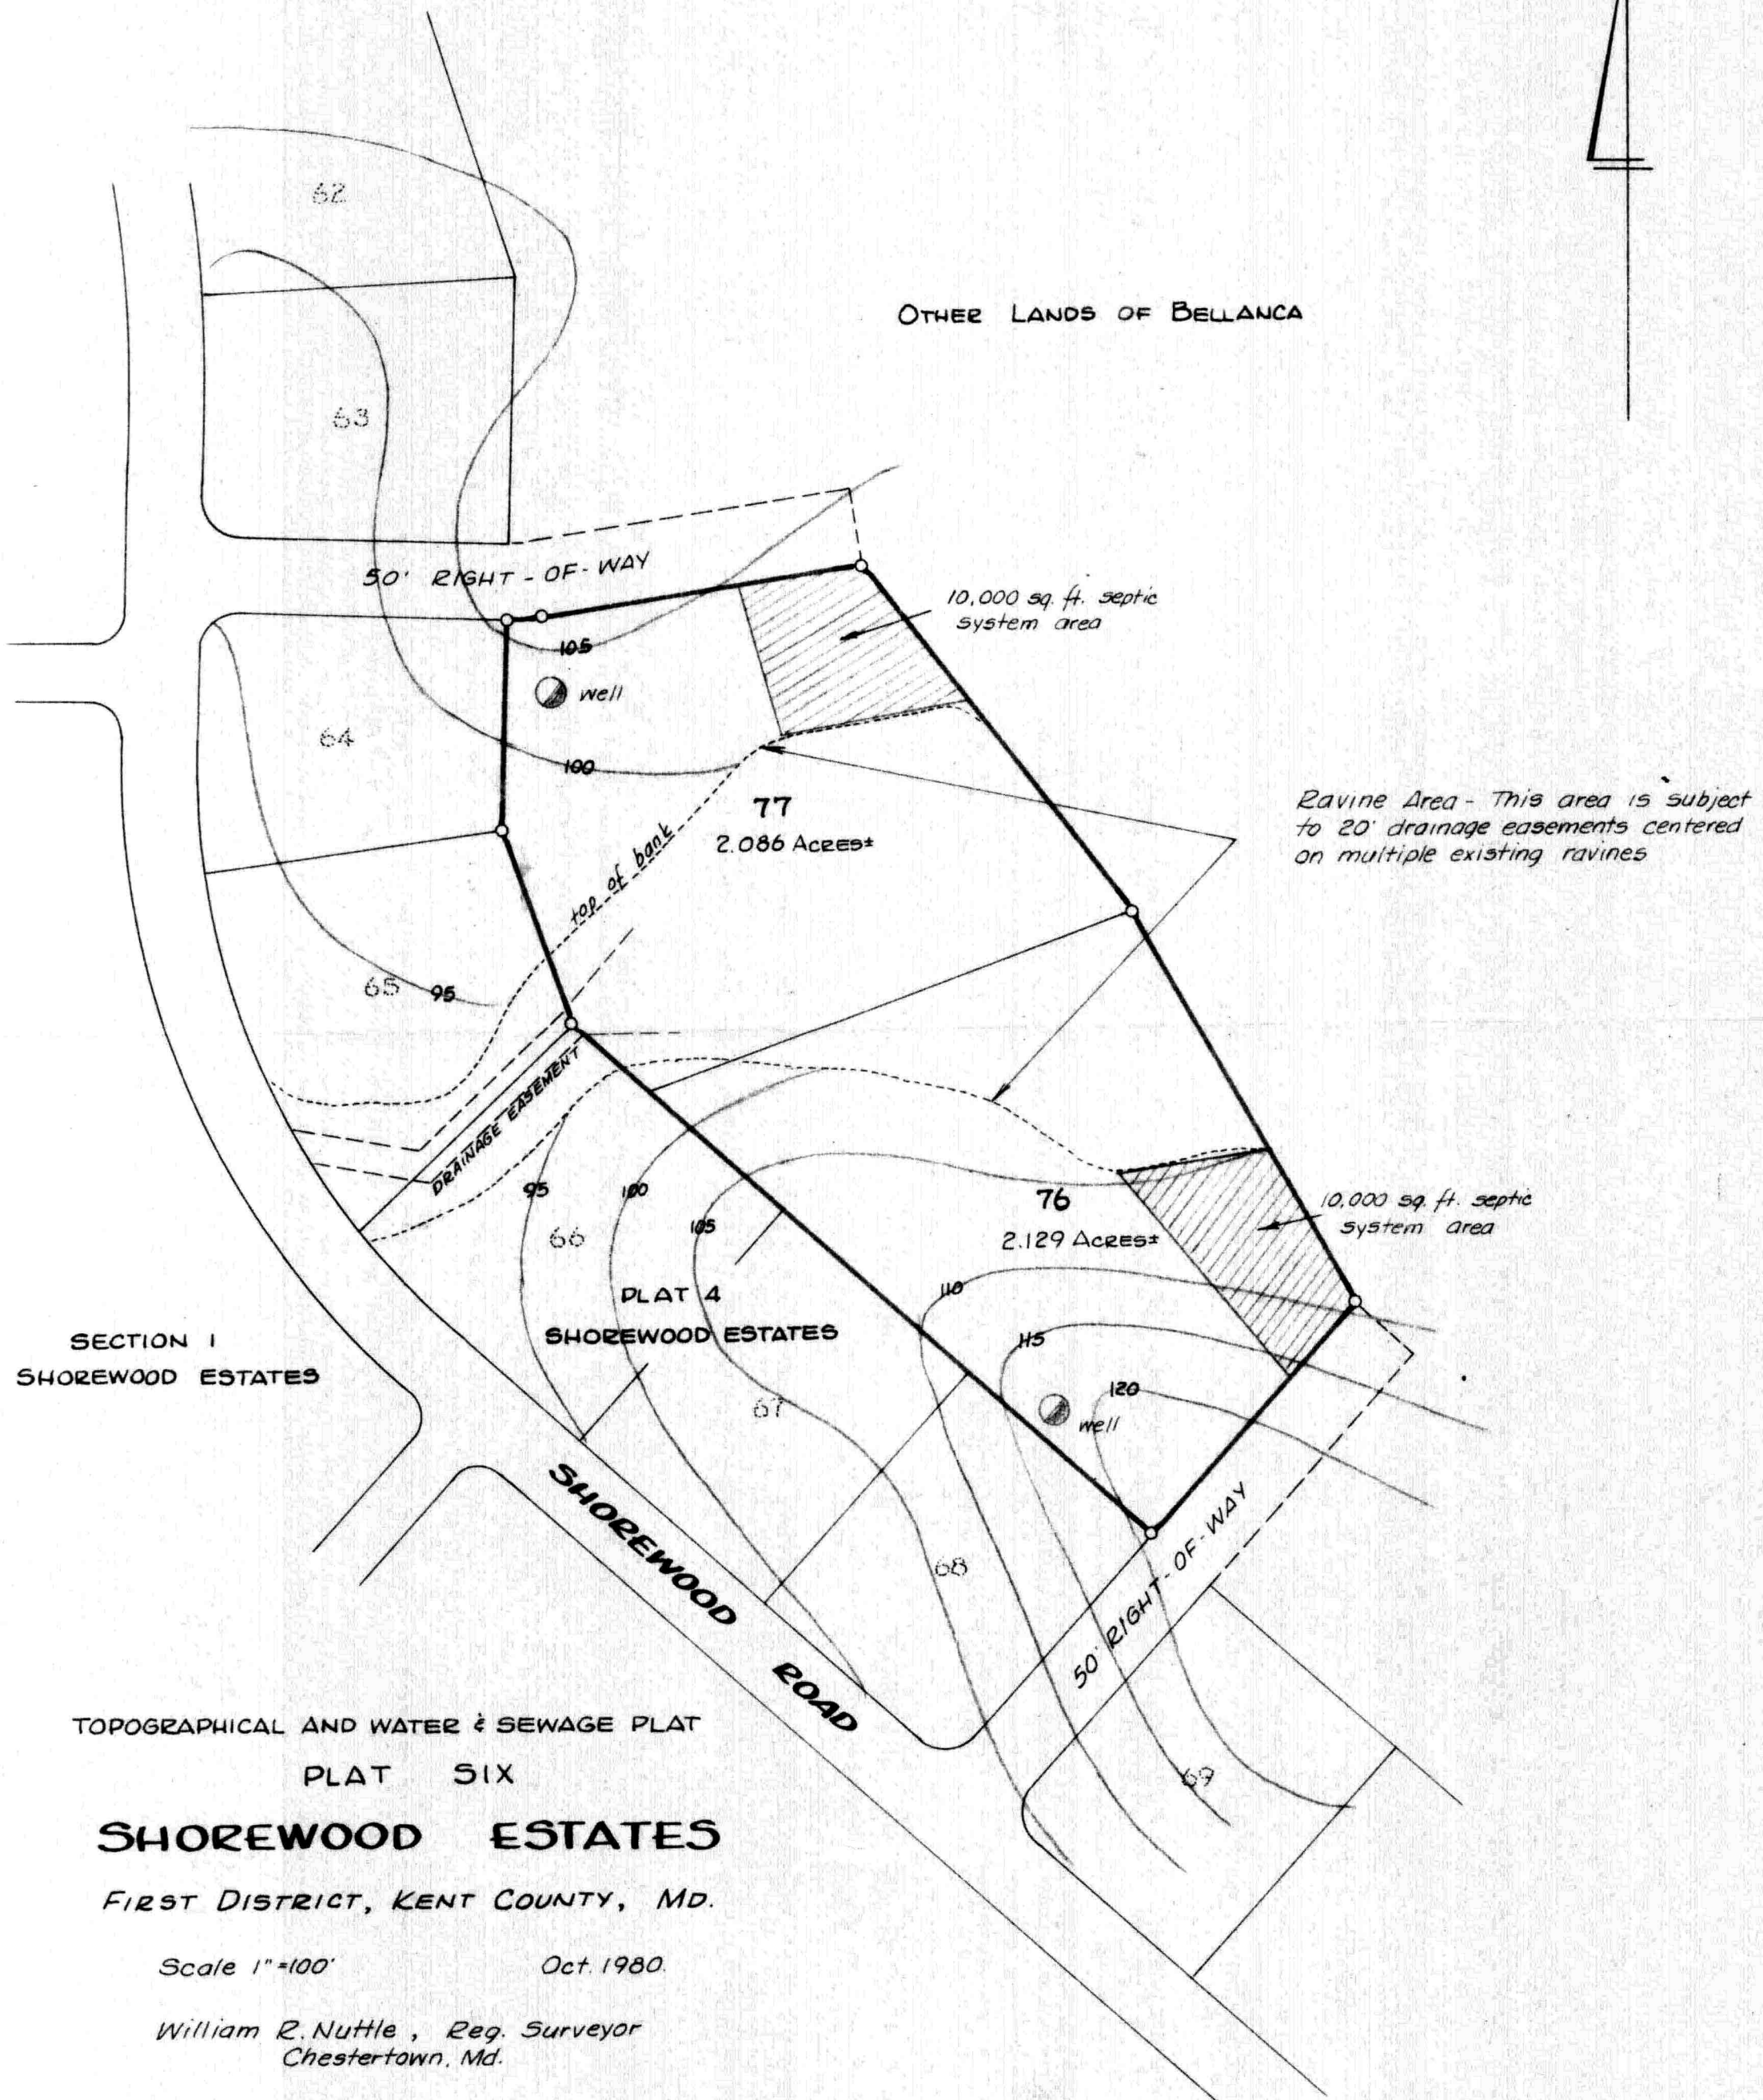 62
OTHER LANDS OF BELLANCA
63
50' RIGHT-OF-WAY
10,000 sq. ft. septic
system area
105
well
64
100
77
2.086 ACRES±
Ravine Area - This area is subject
to 20' drainage easements centered
on multiple existing ravines
top of bank
65
95
DRAINAGE EASEMENT
95
100
105
66
76
2.129 ACRES±
10,000 sq. ft. septic
system area
110
PLAT 4
SHOREWOOD ESTATES
115
120
well
67
SECTION 1
SHOREWOOD ESTATES
SHOREWOOD ROAD
68
50' RIGHT-OF-WAY
69
TOPOGRAPHICAL AND WATER & SEWAGE PLAT
PLAT SIX
SHOREWOOD ESTATES
FIRST DISTRICT, KENT COUNTY, MD.
Scale 1"=100' Oct. 1980.
William R. Nuttle, Reg. Surveyor
Chestertown, Md.